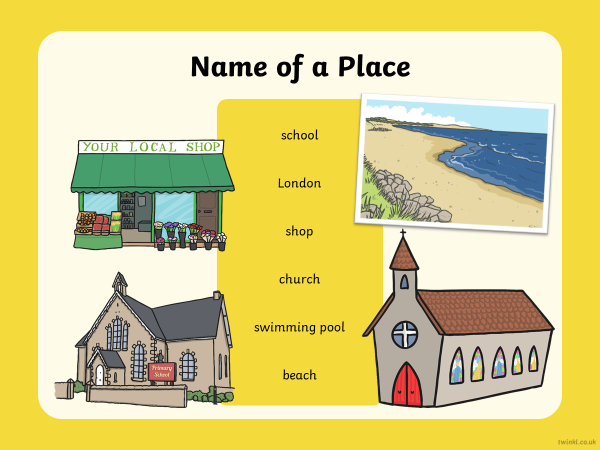 Name of a Place
YOUR LOCAL SHOP
school
London
shop
church
swimming pool
beach
Primary
School
twinkl.co.uk